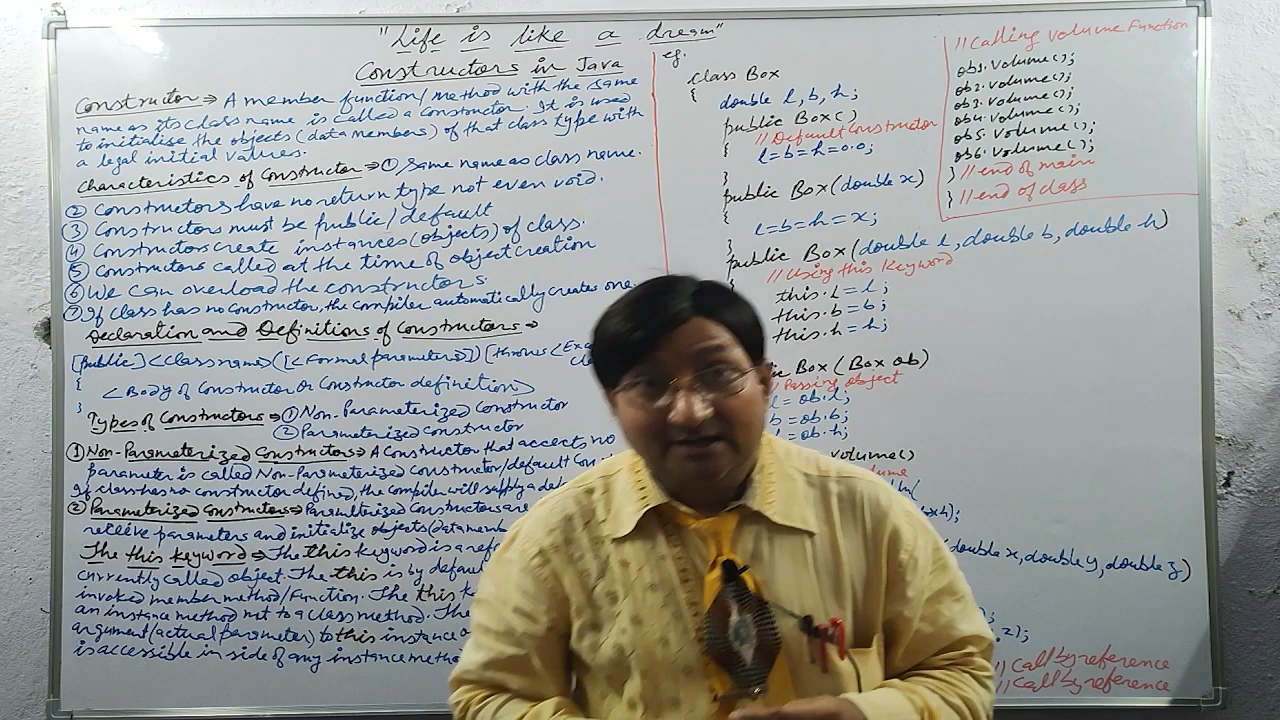 "Life is like a dream"
Constructors in Java
Constructor → A member function/method with the same
name as its class name is called a constructor. It is used
to initialise the objects (data members) of that class type with
a legal initial values.
Characteristics of Constructor → ① Same name as class name.
② Constructors have no return type not even void.
③ Constructors must be public/default
④ Constructors create instances (objects) of class.
⑤ Constructors called at the time of object creation
⑥ We can overload the constructors.
⑦ If class has no constructor, the compiler automatically creates one.
Declaration and Definitions of Constructors →
[Public] <Class name> ([<Formal parameters>]) [throws <Exc
{
<Body of Constructor or Constructor definition>
}
Types of Constructors → ① Non-Parameterized Constructor
② Parameterized Constructor
① Non-Parameterized Constructors → A Constructor that accects no
parameter is called Non-Parameterized Constructor/default Con
If class has no constructor defined, the compiler will supply a def
② Parametrized Constructors → Parametrized Constructors are
receive parameters and initialize objects (data memb
The this keyword → The this keyword is a refe
currently called object. The this is by defau
invoked member method/function. The this k
an instance method not to a class method. The
argument (actual parameter) to this instance
is accessible in side of any instance metho
eg.
class Box
{
double l, b, h;
public Box()
// Default Constructor
{
l=b=h=0.0;
}
public Box(double x)
{
l=b=h=x;
}
public Box(double l, double b, double h)
// Using this Keyword
{
this.l=l;
this.b=b;
this.h=h;
ic Box(Box ob)
/ Passing object
l=ob.l;
b=ob.b;
h=ob.h;
volume()
volume
*h);
(double x, double y, double z)
;
, z);
// Call by reference
// Call by reference
// Calling Volume Function
ob1.volume();
ob2.volume();
ob3.volume();
ob4.volume();
ob5.volume();
ob6.volume();
} // end of main
} // end of class